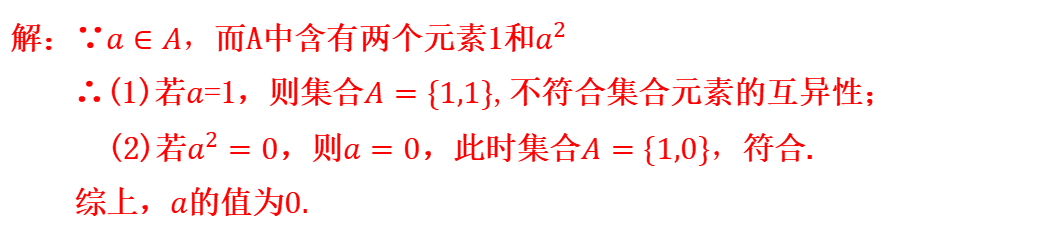 解：∵a ∈ A，而A中含有两个元素1和a²
∴(1)若a=1，则集合A = {1,1}, 不符合集合元素的互异性；
(2)若a² = 0，则a = 0，此时集合A = {1,0}，符合.
综上，a的值为0.